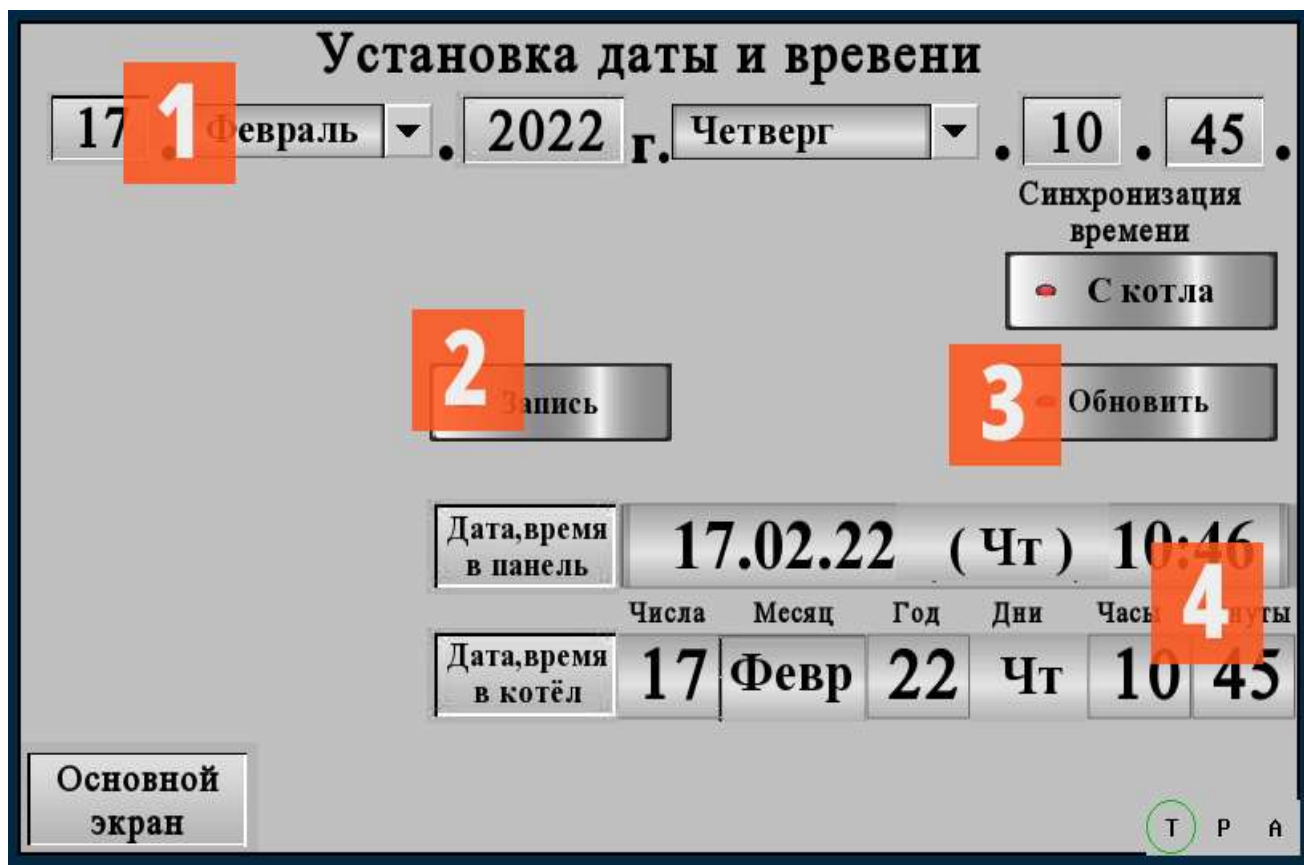 Установка даты и времени
17 . 1 Февраль . 2022 г. Четверг . 10 . 45 .
Синхронизация
времени
С котла
2 Запись
3 Обновить
Дата,время
в панель
17.02.22 ( Чт ) 10:46
4
Числа Месяц Год Дни Часы
Дата,время
в котёл
17 Февр 22 Чт 10 45
Основной
экран
Т Р А